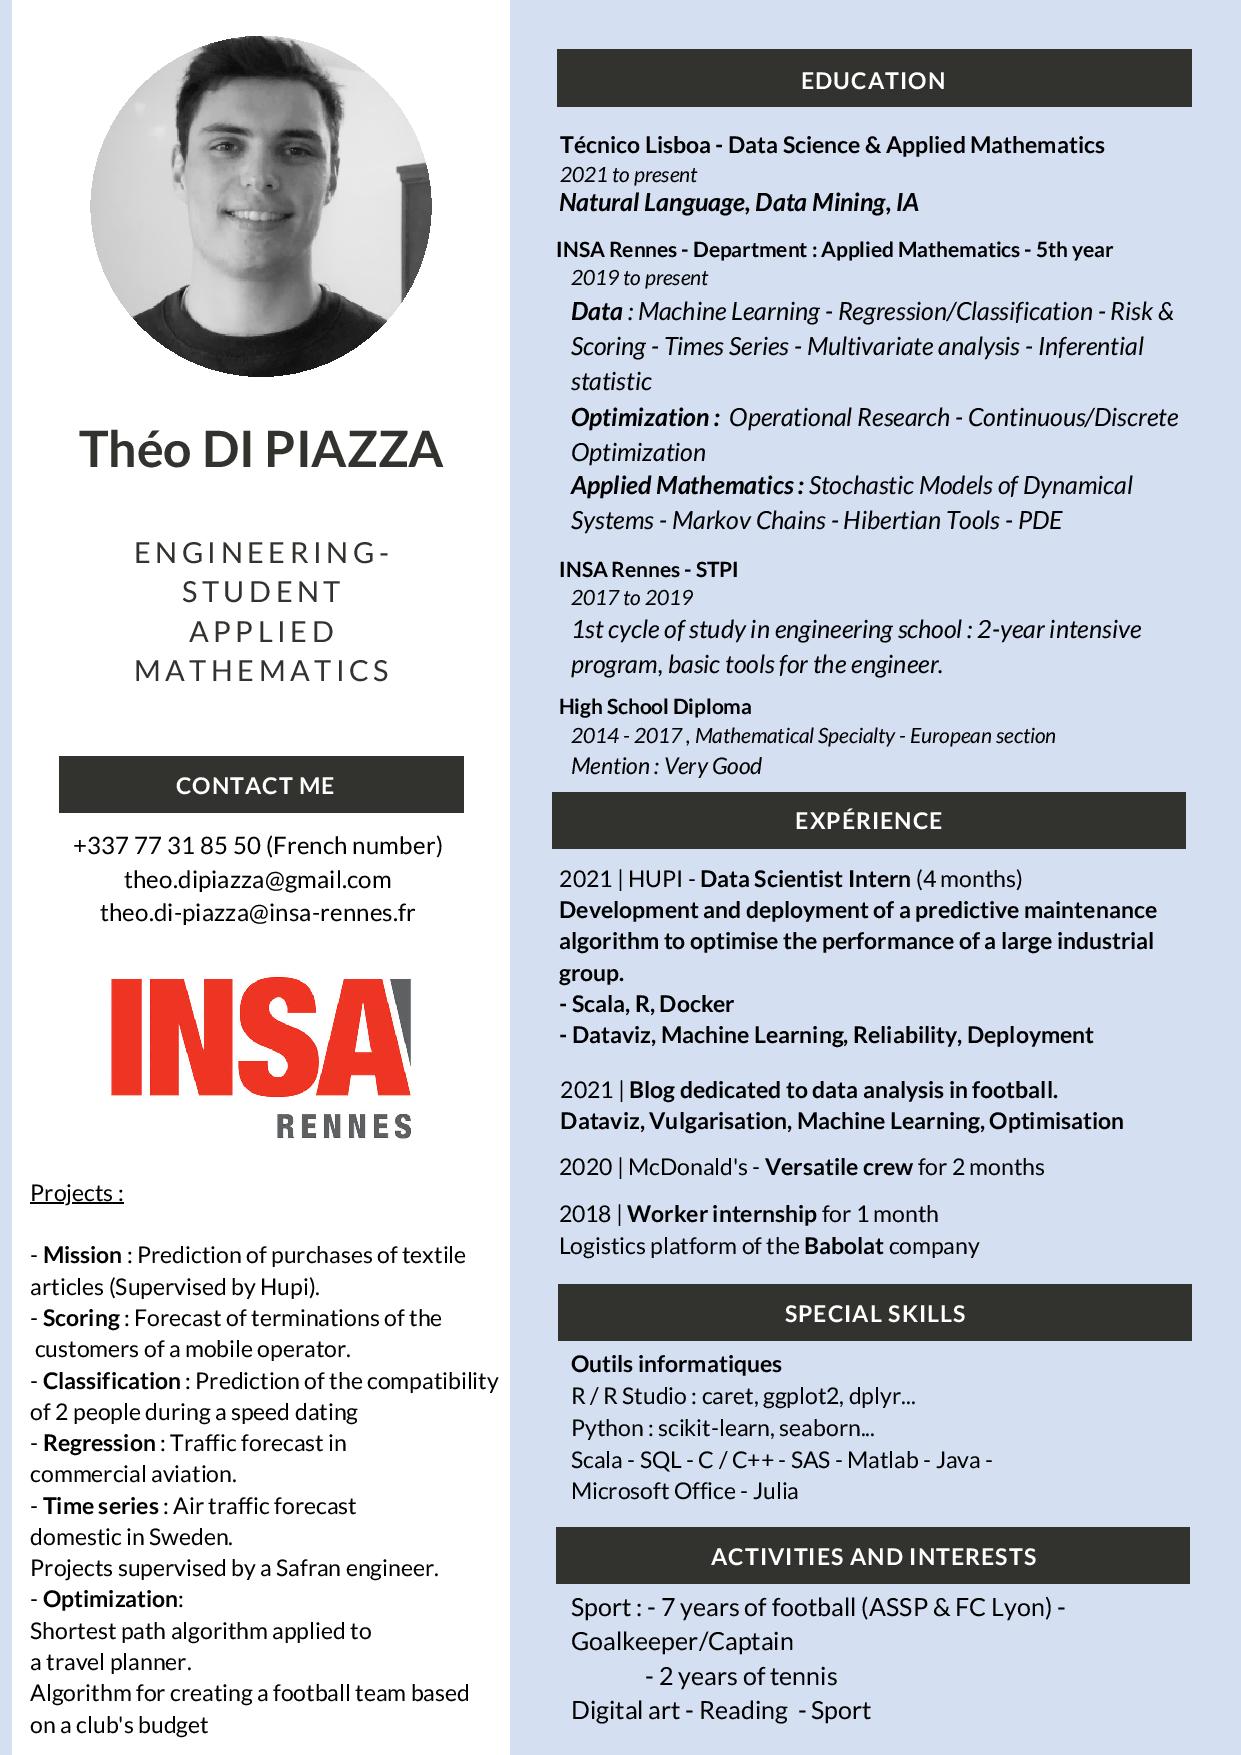 Théo DI PIAZZA
ENGINEERING-
STUDENT
APPLIED
MATHEMATICS
CONTACT ME
+337 77 31 85 50 (French number)
theo.dipiazza@gmail.com
theo.di-piazza@insa-rennes.fr
INSA
RENNES
Projects :
- Mission : Prediction of purchases of textile
articles (Supervised by Hupi).
- Scoring : Forecast of terminations of the
customers of a mobile operator.
- Classification : Prediction of the compatibility
of 2 people during a speed dating
- Regression : Traffic forecast in
commercial aviation.
- Time series : Air traffic forecast
domestic in Sweden.
Projects supervised by a Safran engineer.
- Optimization:
Shortest path algorithm applied to
a travel planner.
Algorithm for creating a football team based
on a club's budget
EDUCATION
Técnico Lisboa - Data Science & Applied Mathematics
2021 to present
Natural Language, Data Mining, IA
INSA Rennes - Department : Applied Mathematics - 5th year
2019 to present
Data : Machine Learning - Regression/Classification - Risk &
Scoring - Times Series - Multivariate analysis - Inferential
statistic
Optimization : Operational Research - Continuous/Discrete
Optimization
Applied Mathematics : Stochastic Models of Dynamical
Systems - Markov Chains - Hibertian Tools - PDE
INSA Rennes - STPI
2017 to 2019
1st cycle of study in engineering school : 2-year intensive
program, basic tools for the engineer.
High School Diploma
2014 - 2017 , Mathematical Specialty - European section
Mention : Very Good
EXPÉRIENCE
2021 | HUPI - Data Scientist Intern (4 months)
Development and deployment of a predictive maintenance
algorithm to optimise the performance of a large industrial
group.
- Scala, R, Docker
- Dataviz, Machine Learning, Reliability, Deployment
2021 | Blog dedicated to data analysis in football.
Dataviz, Vulgarisation, Machine Learning, Optimisation
2020 | McDonald's - Versatile crew for 2 months
2018 | Worker internship for 1 month
Logistics platform of the Babolat company
SPECIAL SKILLS
Outils informatiques
R / R Studio : caret, ggplot2, dplyr...
Python : scikit-learn, seaborn...
Scala - SQL - C / C++ - SAS - Matlab - Java -
Microsoft Office - Julia
ACTIVITIES AND INTERESTS
Sport : - 7 years of football (ASSP & FC Lyon) -
Goalkeeper/Captain
- 2 years of tennis
Digital art - Reading - Sport